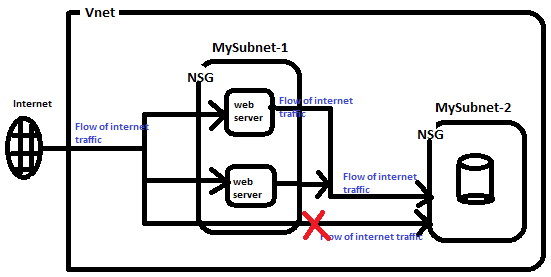 Vnet
MySubnet-1
NSG
Internet
web
server
Flow of internet
traffic
MySubnet-2
Flow of internet
traffic
NSG
web
server
Flow of internet
traffic
Flow of internet traffic